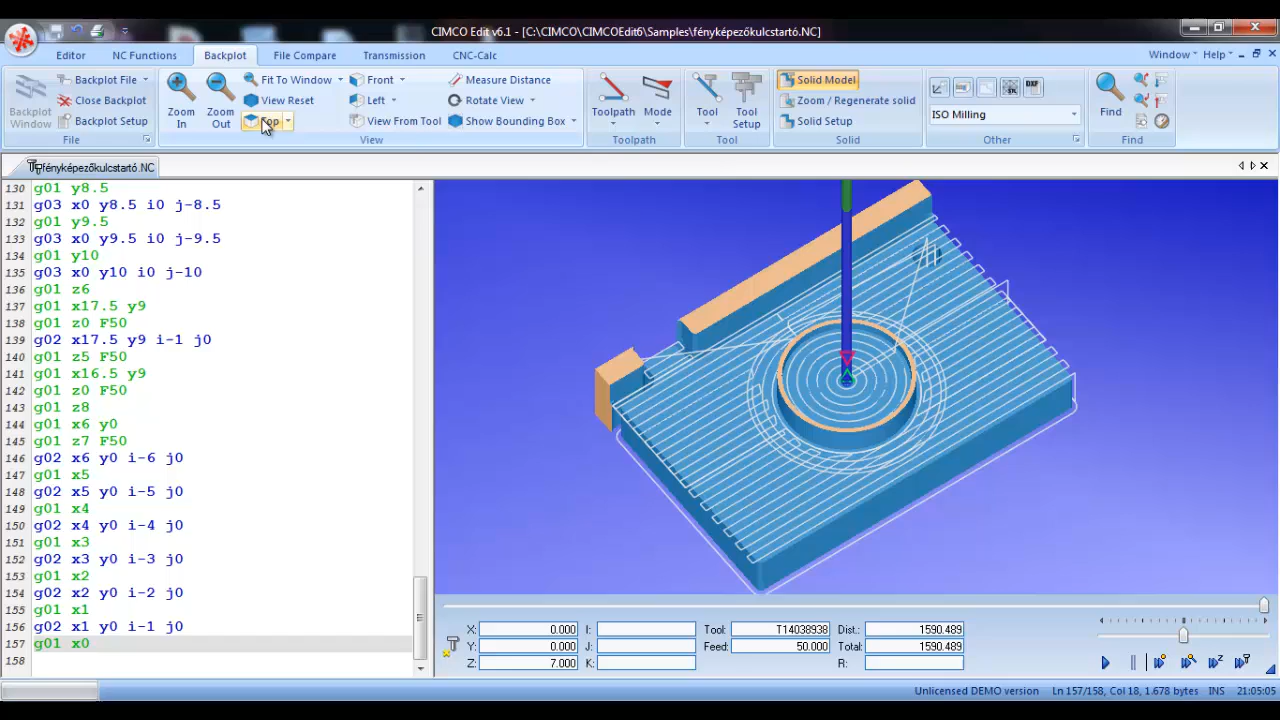 CIMCO Edit v6.1 - [C:\CIMCO\CIMCOEdit6\Samples\fényképezőkulcstartó.NC]
Editor NC Functions Backplot File Compare Transmission CNC-Calc Window Help
Backplot File Fit To Window Front Measure Distance Solid Model
Close Backplot View Reset Left Rotate View Zoom / Regenerate solid
Backplot Setup Top View From Tool Show Bounding Box Solid Setup
Backplot Window Zoom In Zoom Out Toolpath Mode Tool Tool Setup ISO Milling Find DXF
File View Toolpath Tool Solid Other Find
fényképezőkulcstartó.NC
130 g01 y8.5
131 g03 x0 y8.5 i0 j-8.5
132 g01 y9.5
133 g03 x0 y9.5 i0 j-9.5
134 g01 y10
135 g03 x0 y10 i0 j-10
136 g01 z6
137 g01 x17.5 y9
138 g01 z0 F50
139 g02 x17.5 y9 i-1 j0
140 g01 z5 F50
141 g01 x16.5 y9
142 g01 z0 F50
143 g01 z8
144 g01 x6 y0
145 g01 z7 F50
146 g02 x6 y0 i-6 j0
147 g01 x5
148 g02 x5 y0 i-5 j0
149 g01 x4
150 g02 x4 y0 i-4 j0
151 g01 x3
152 g02 x3 y0 i-3 j0
153 g01 x2
154 g02 x2 y0 i-2 j0
155 g01 x1
156 g02 x1 y0 i-1 j0
157 g01 x0
158
X: 0.000 I: Tool: T14038938 Dist.: 1590.489
Y: 0.000 J: Feed: 50.000 Total: 1590.489
Z: 7.000 K: R:
Unlicensed DEMO version Ln 157/158, Col 18, 1.678 bytes INS 21:05:05